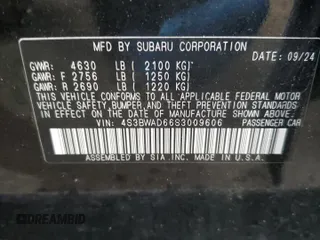 MFD BY SUBARU CORPORATION
DATE: 09/24
GVWR: 4630 LB ( 2100 KG)
GAWR: F 2756 LB ( 1250 KG)
GAWR: R 2690 LB ( 1220 KG)
THIS VEHICLE CONFORMS TO ALL APPLICABLE FEDERAL MOTOR
VEHICLE SAFETY, BUMPER, AND THEFT PREVENTION STANDARDS
IN EFFECT ON THE DATE OF MANUFACTURE SHOWN ABOVE.
VIN: 4S3BWAD66S3009606 PASSENGER CAR
ASSEMBLED BY SIA, INC. MADE IN U.S.A.
© AUTOBIDMASTER